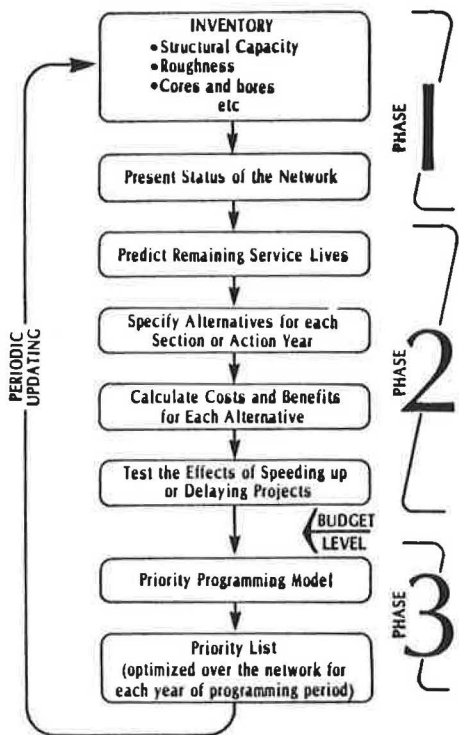 INVENTORY
•Structural Capacity
•Roughness
•Cores and bores
etc
Present Status of the Network
Predict Remaining Service Lives
Specify Alternatives for each
Section or Action Year
Calculate Costs and Benefits
for Each Alternative
Test the Effects of Speeding up
or Delaying Projects
BUDGET
LEVEL
Priority Programming Model
Priority List
(optimized over the network for
each year of programming period)
PERIODIC
UPDATING
PHASE
1
PHASE
2
PHASE
3